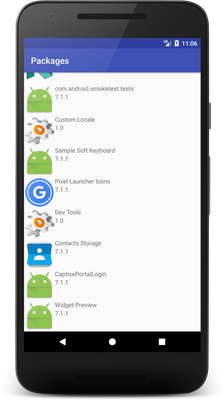 11:06
Packages
com.android.smoketest.tests
7.1.1
Custom Locale
1.0
Sample Soft Keyboard
7.1.1
Pixel Launcher Icons
7.1.1
Dev Tools
1.0
Contacts Storage
7.1.1
CaptivePortalLogin
7.1.1
Widget Preview
7.1.1